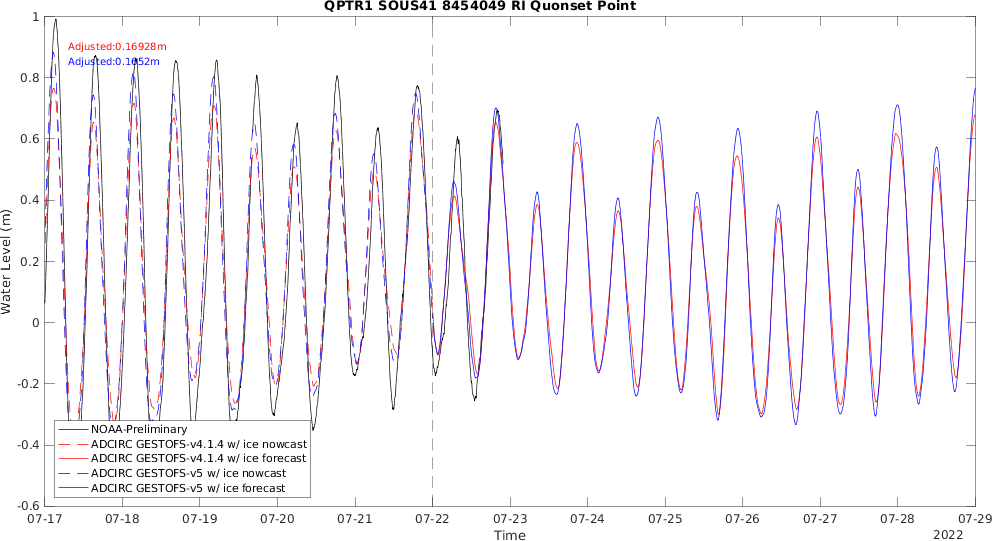 QPTR1 SOUS41 8454049 RI Quonset Point
Adjusted:0.16928m
Adjusted:0.1652m
Water Level (m)
1
0.8
0.6
0.4
0.2
0
-0.2
-0.4
-0.6
NOAA-Preliminary
ADCIRC GESTOFS-v4.1.4 w/ ice nowcast
ADCIRC GESTOFS-v4.1.4 w/ ice forecast
ADCIRC GESTOFS-v5 w/ ice nowcast
ADCIRC GESTOFS-v5 w/ ice forecast
07-17 07-18 07-19 07-20 07-21 07-22 07-23 07-24 07-25 07-26 07-27 07-28 07-29
Time
2022